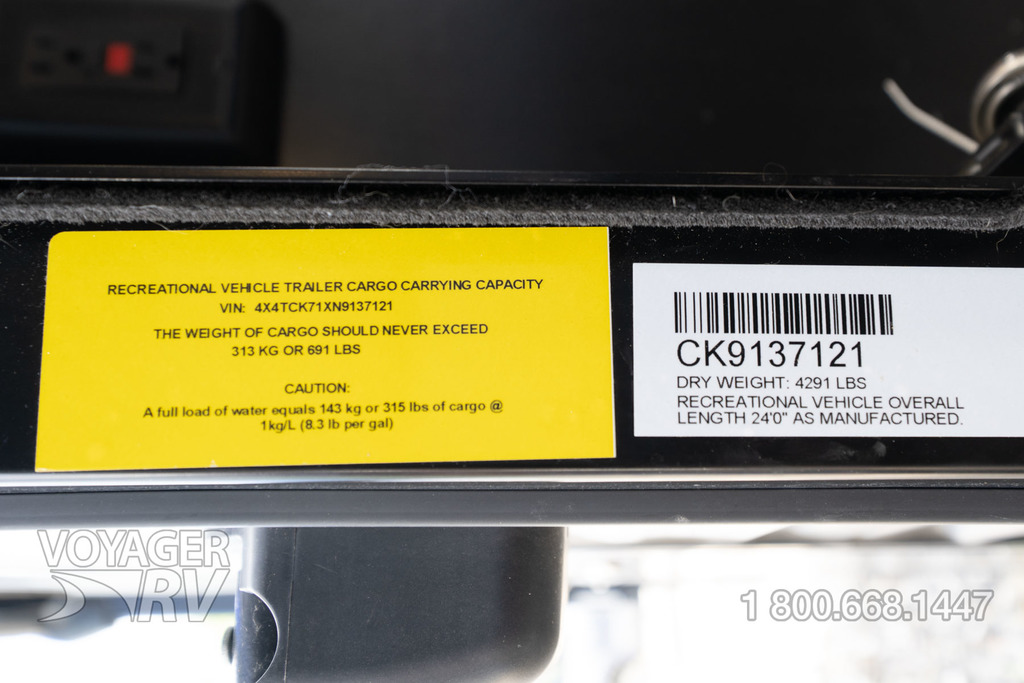 RECREATIONAL VEHICLE TRAILER CARGO CARRYING CAPACITY
VIN: 4X4TCK71XN9137121
THE WEIGHT OF CARGO SHOULD NEVER EXCEED
313 KG OR 691 LBS
CAUTION:
A full load of water equals 143 kg or 315 lbs of cargo @
1kg/L (8.3 lb per gal)
CK9137121
DRY WEIGHT: 4291 LBS
RECREATIONAL VEHICLE OVERALL
LENGTH 24'0" AS MANUFACTURED.
VOYAGER
RV
1 800.668.1447